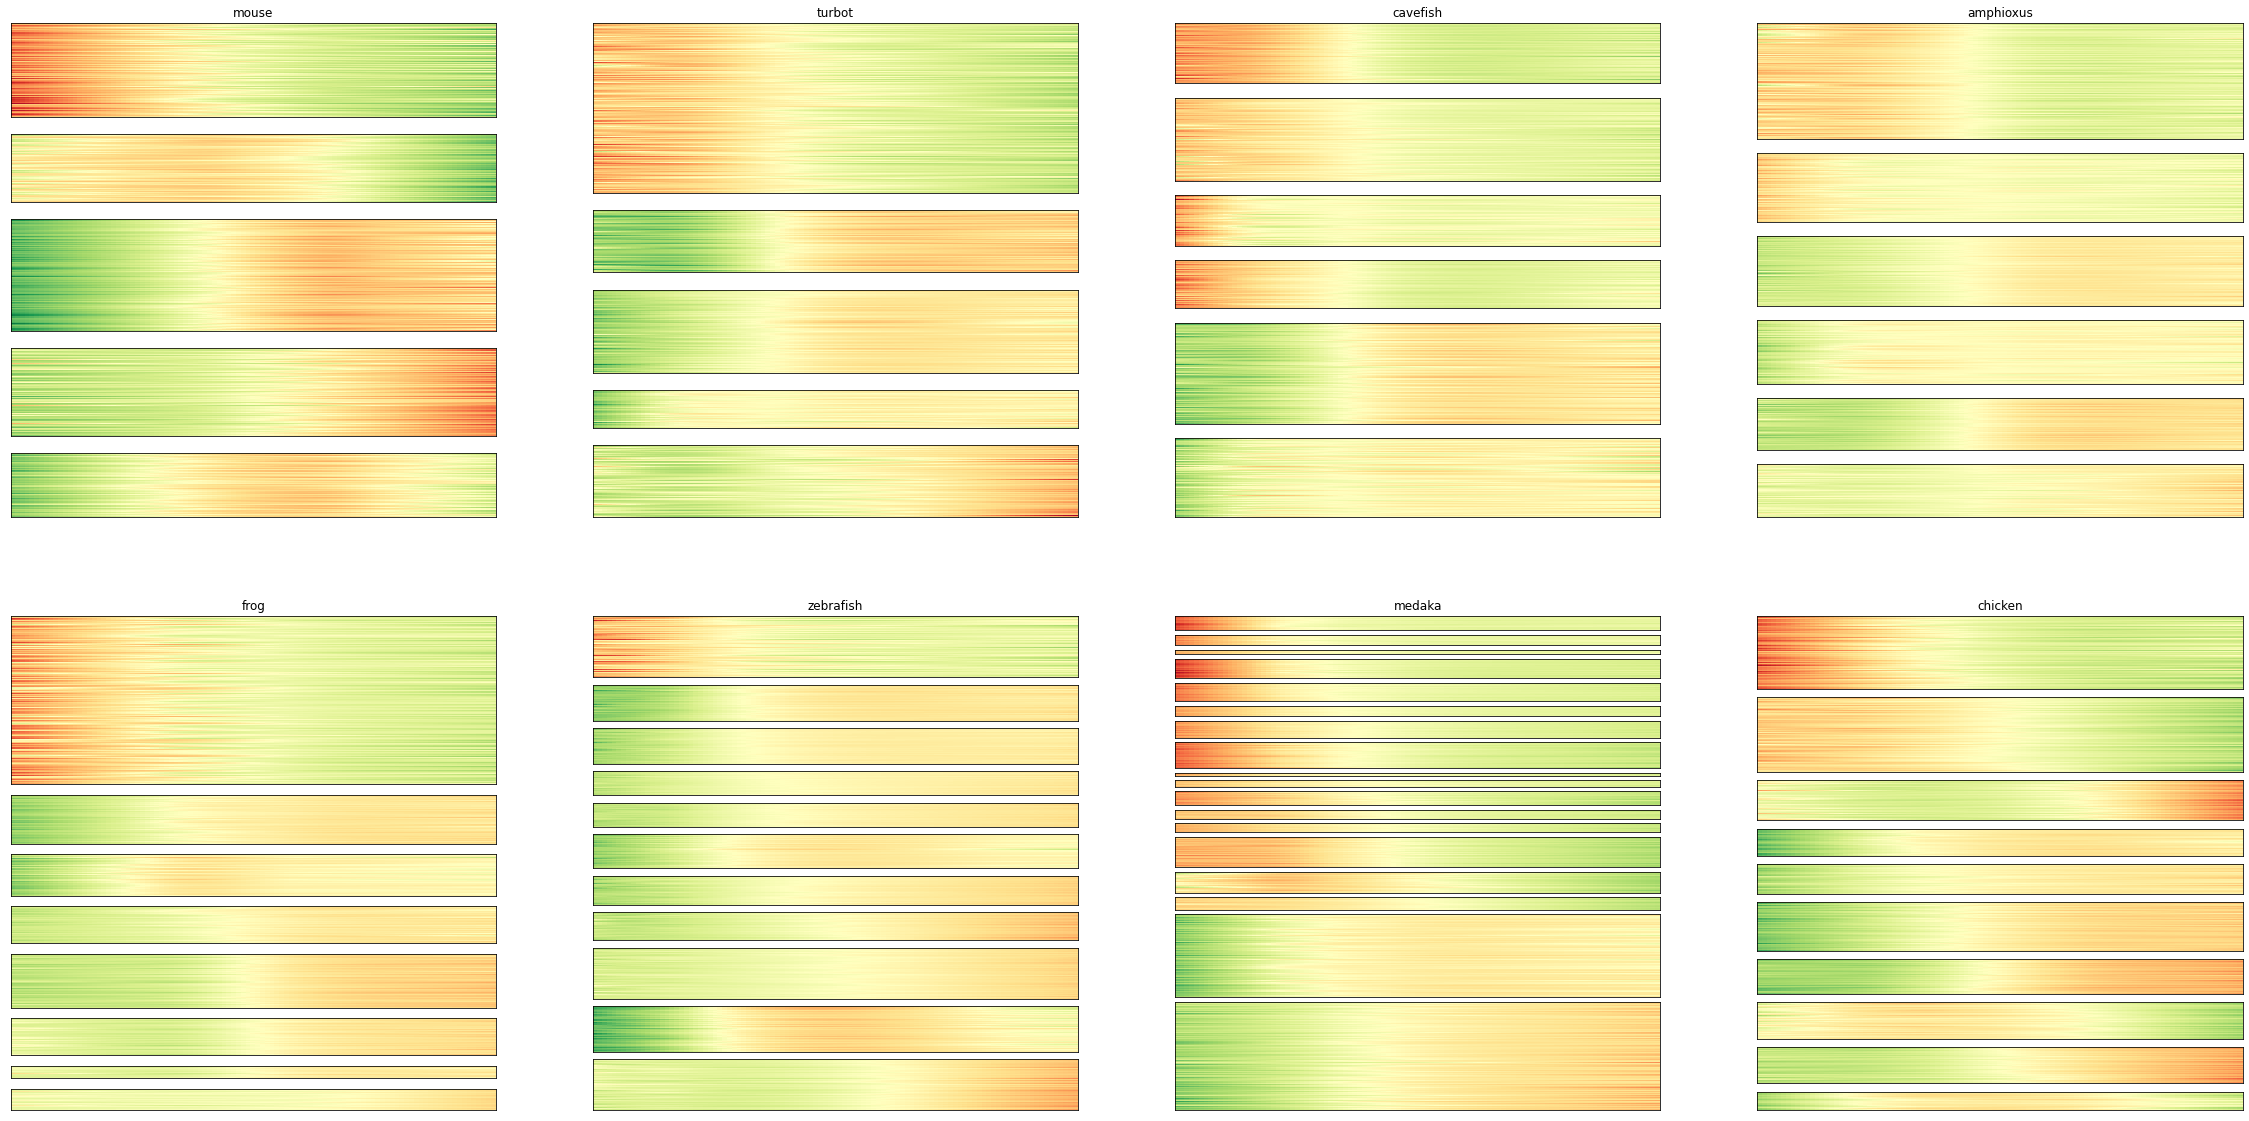 mouse
turbot
cavefish
amphioxus
frog
zebrafish
medaka
chicken